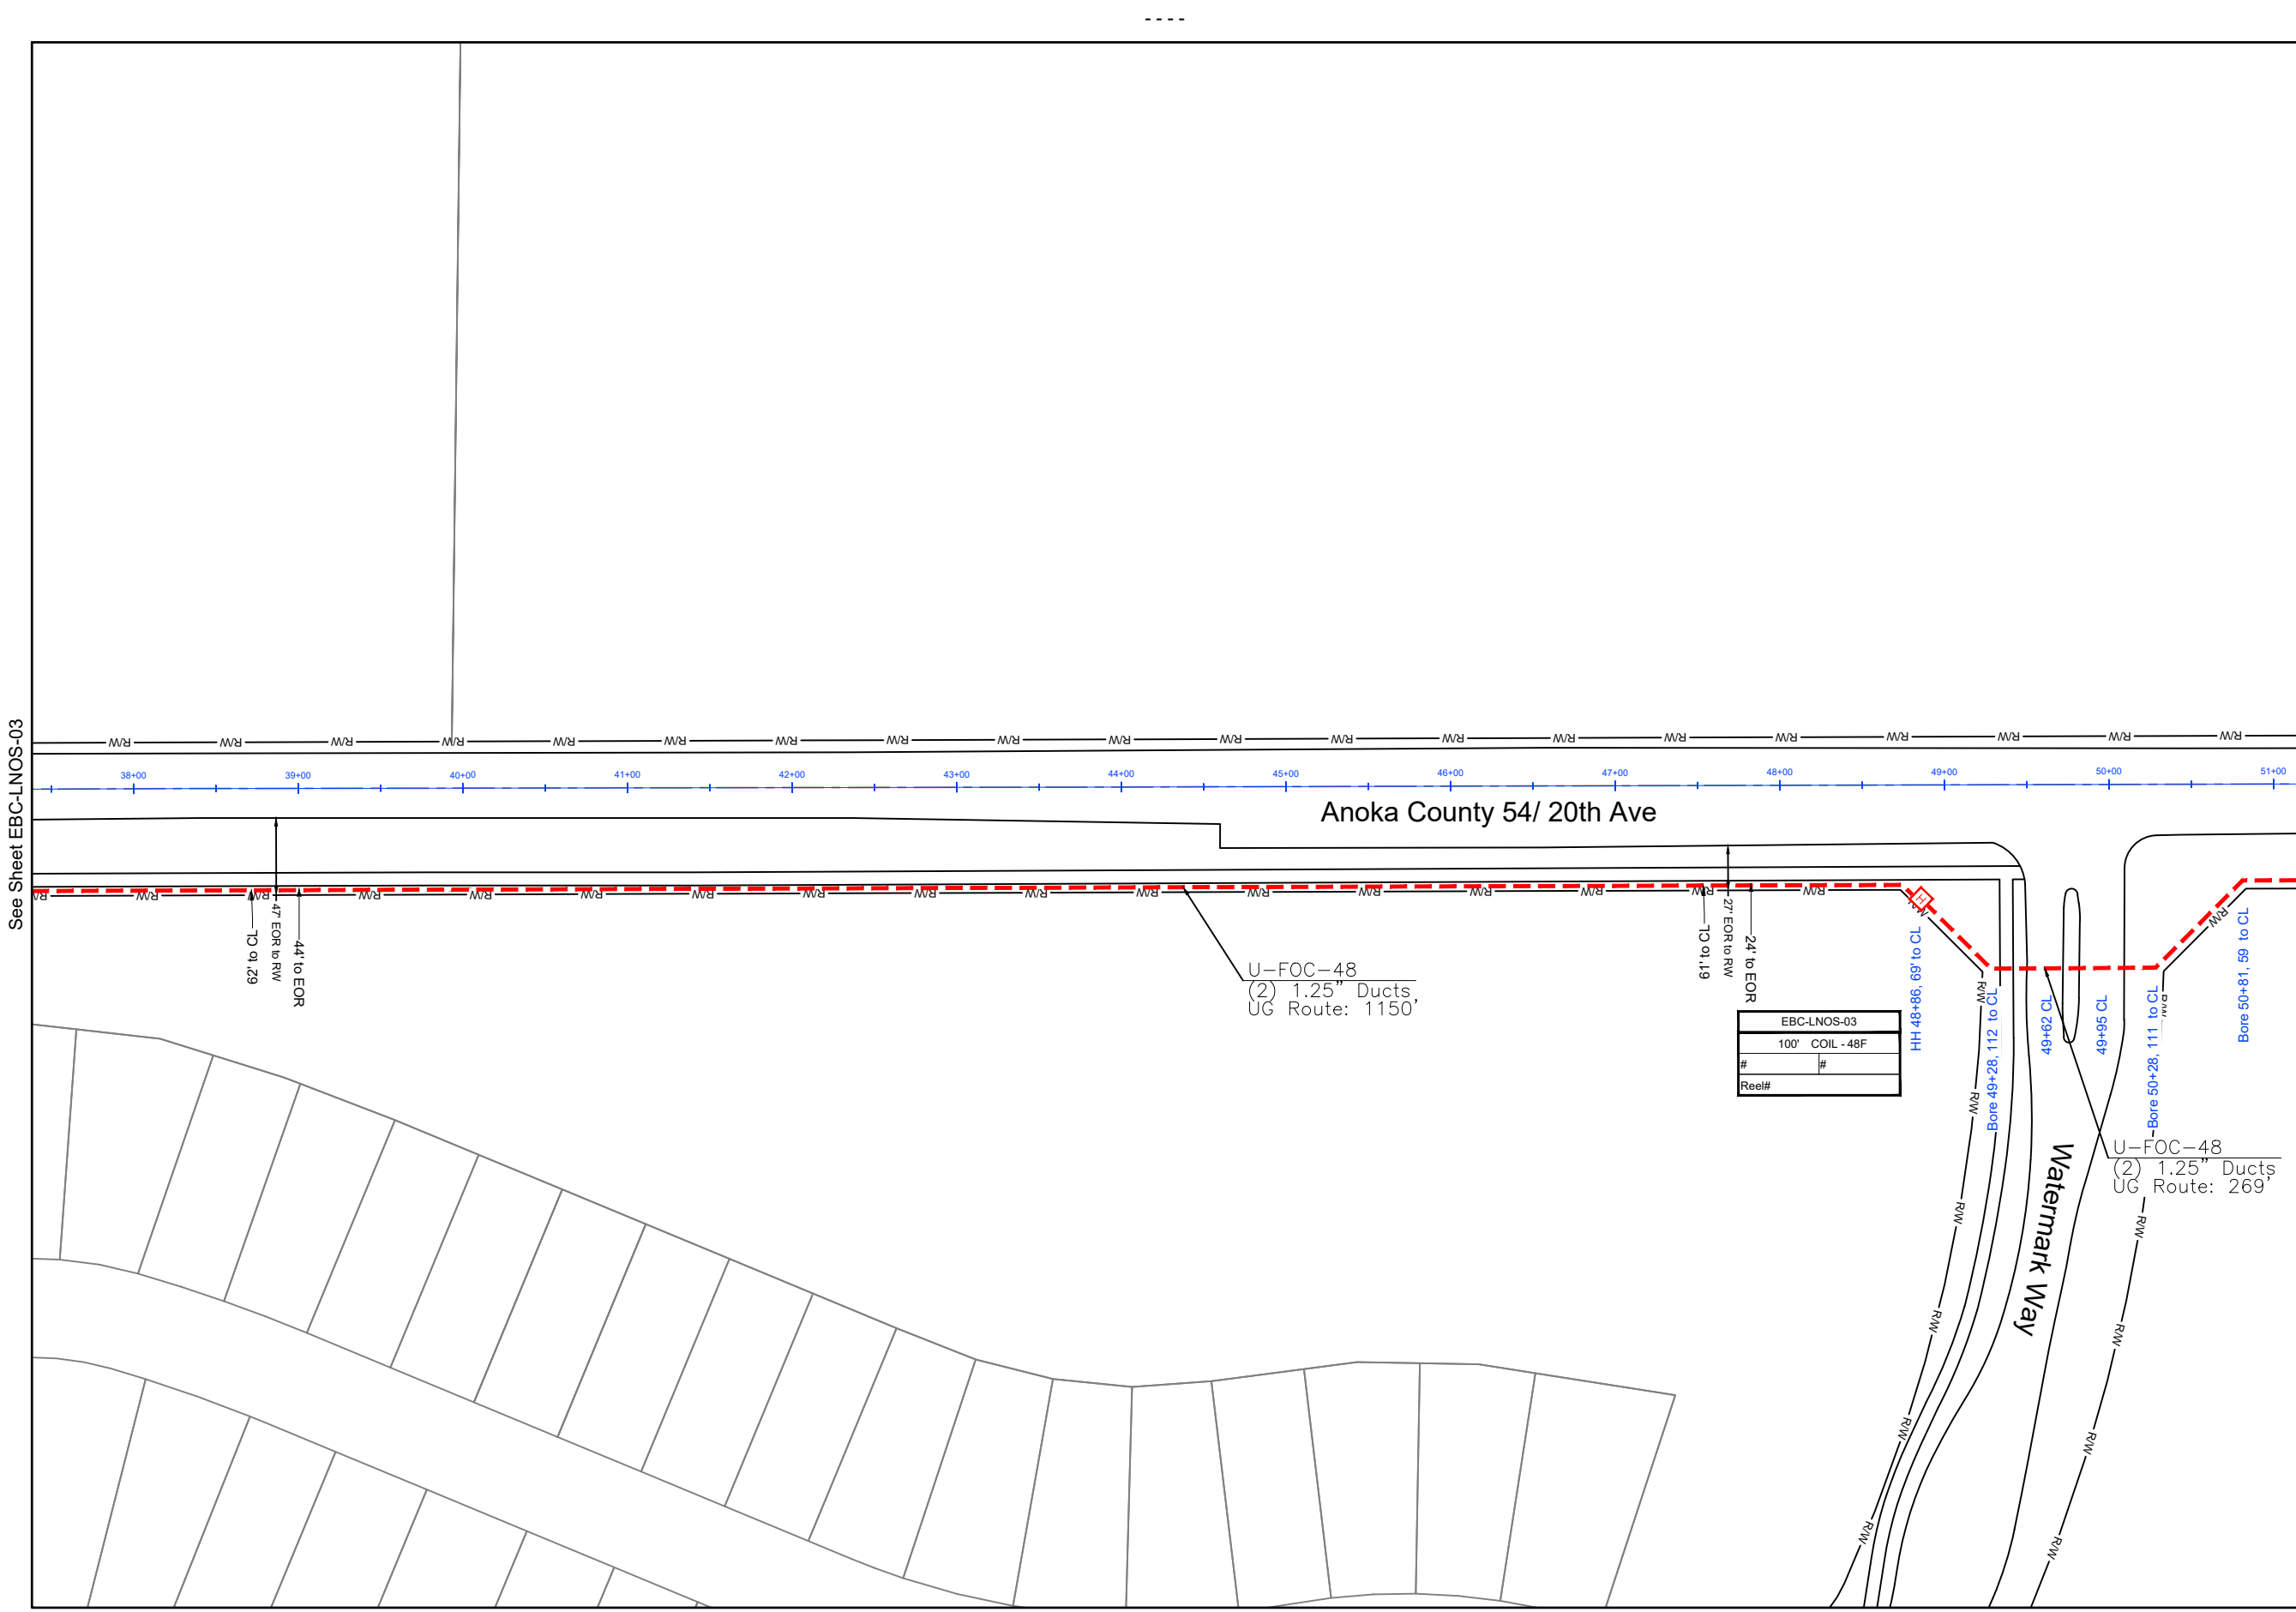 - - - -
See Sheet EBC-LNOS-03
R/W R/W R/W R/W R/W R/W R/W R/W R/W R/W R/W R/W R/W R/W R/W R/W R/W R/W R/W R/W
38+00 39+00 40+00 41+00 42+00 43+00 44+00 45+00 46+00 47+00 48+00 49+00 50+00 51+00
Anoka County 54/ 20th Ave
R/W R/W R/W R/W R/W R/W R/W R/W R/W R/W R/W R/W R/W R/W R/W R/W
62' to CL
47' EOR to RW
44' to EOR
U-FOC-48
(2) 1.25" Ducts
UG Route: 1150'
61' to CL
27' EOR to RW
24' to EOR
H
R/W
R/W
HH 48+86, 69' to CL
Bore 49+28, 112 to CL
49+62 CL
49+95 CL
Bore 50+28, 111 to CL
Bore 50+81, 59 to CL
EBC-LNOS-03
100' COIL - 48F
# #
Reel#
U-FOC-48
(2) 1.25" Ducts
UG Route: 269'
Watermark Way
R/W
R/W
R/W
R/W
R/W
R/W
R/W
R/W
R/W
R/W